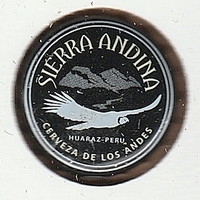 SIERRA ANDINA
HUARAZ-PERU
CERVEZA DE LOS ANDES